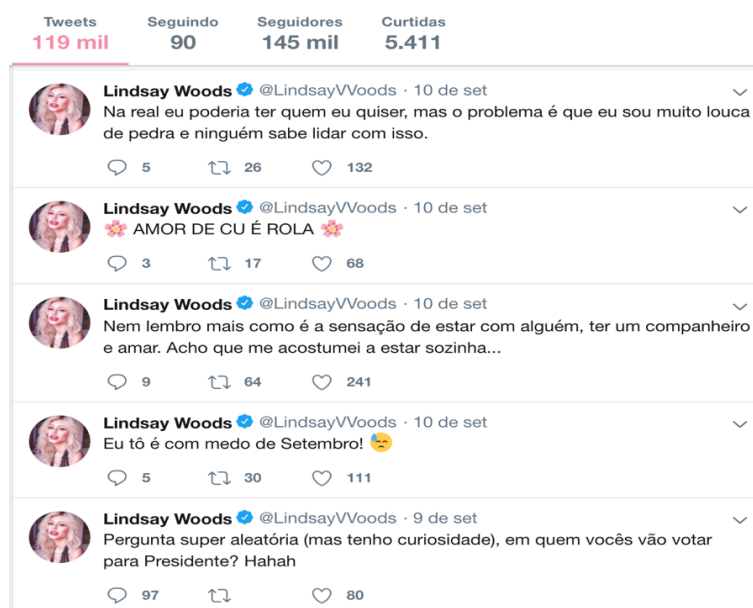 Tweets Seguindo Seguidores Curtidas
119 mil 90 145 mil 5.411
Lindsay Woods @LindsayVVoods · 10 de set
Na real eu poderia ter quem eu quiser, mas o problema é que eu sou muito louca
de pedra e ninguém sabe lidar com isso.
5 26 132
Lindsay Woods @LindsayVVoods · 10 de set
🌸 AMOR DE CU É ROLA 🌸
3 17 68
Lindsay Woods @LindsayVVoods · 10 de set
Nem lembro mais como é a sensação de estar com alguém, ter um companheiro
e amar. Acho que me acostumei a estar sozinha...
9 64 241
Lindsay Woods @LindsayVVoods · 10 de set
Eu tô é com medo de Setembro! 😓
5 30 111
Lindsay Woods @LindsayVVoods · 9 de set
Pergunta super aleatória (mas tenho curiosidade), em quem vocês vão votar
para Presidente? Hahah
97 80